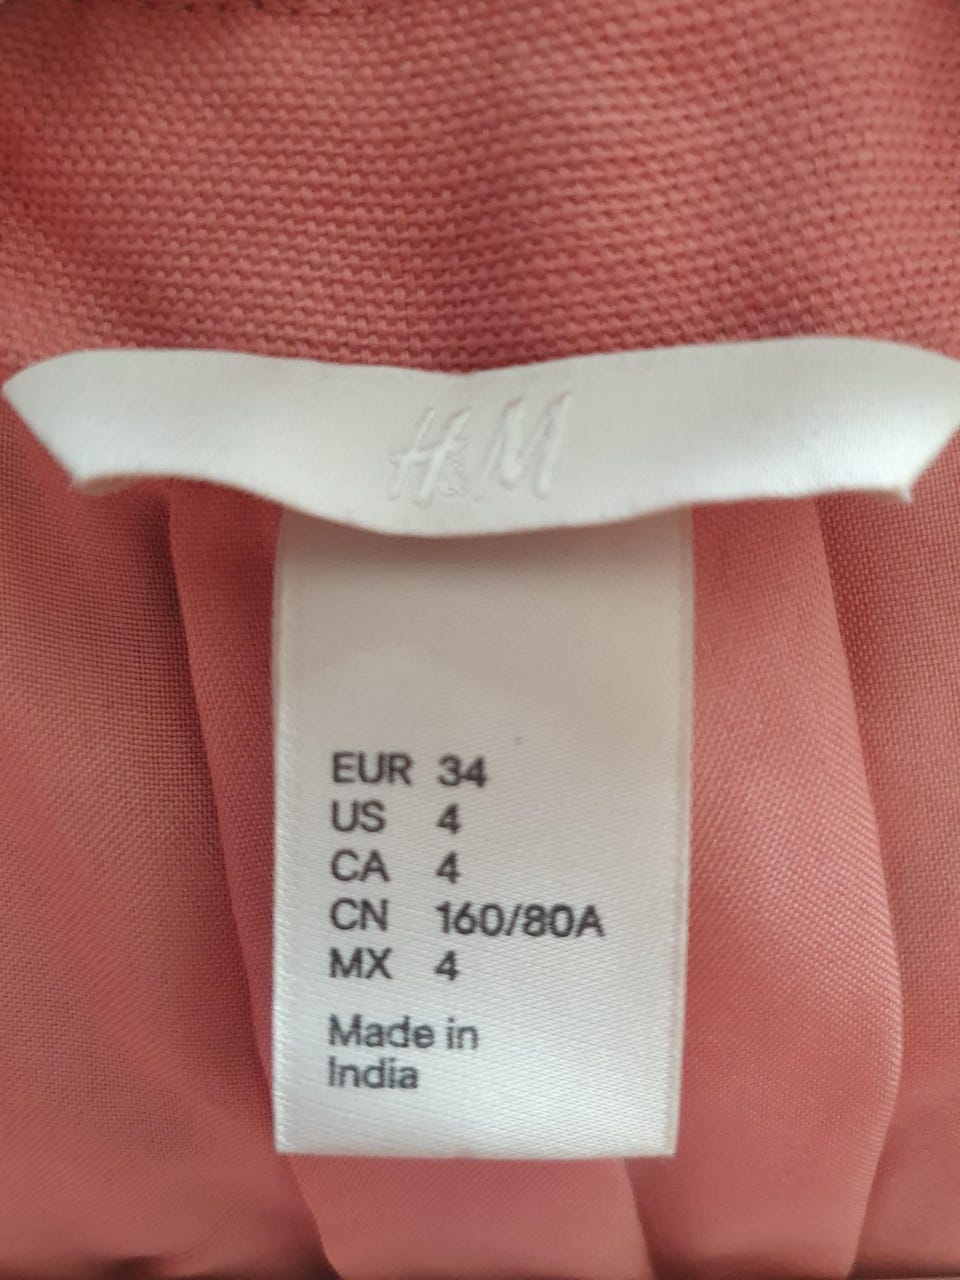 H&M
EUR 34
US 4
CA 4
CN 160/80A
MX 4
Made in
India